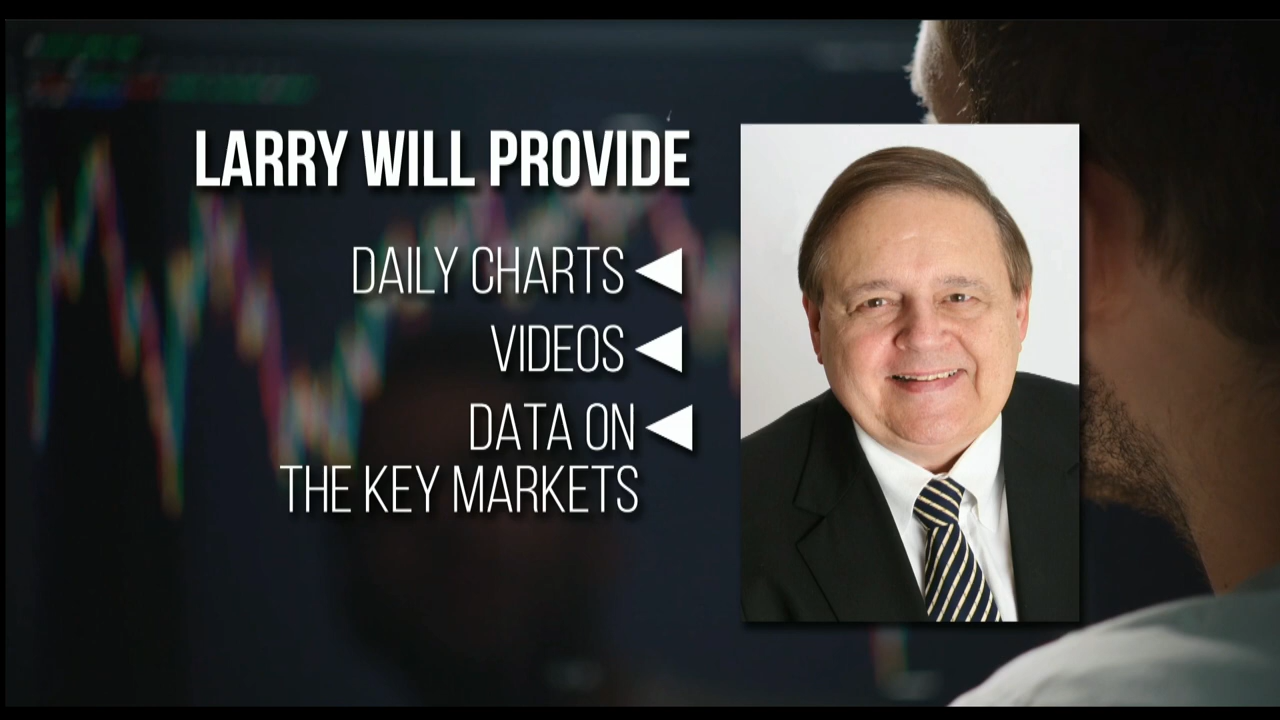 LARRY WILL PROVIDE
DAILY CHARTS
VIDEOS
DATA ON
THE KEY MARKETS